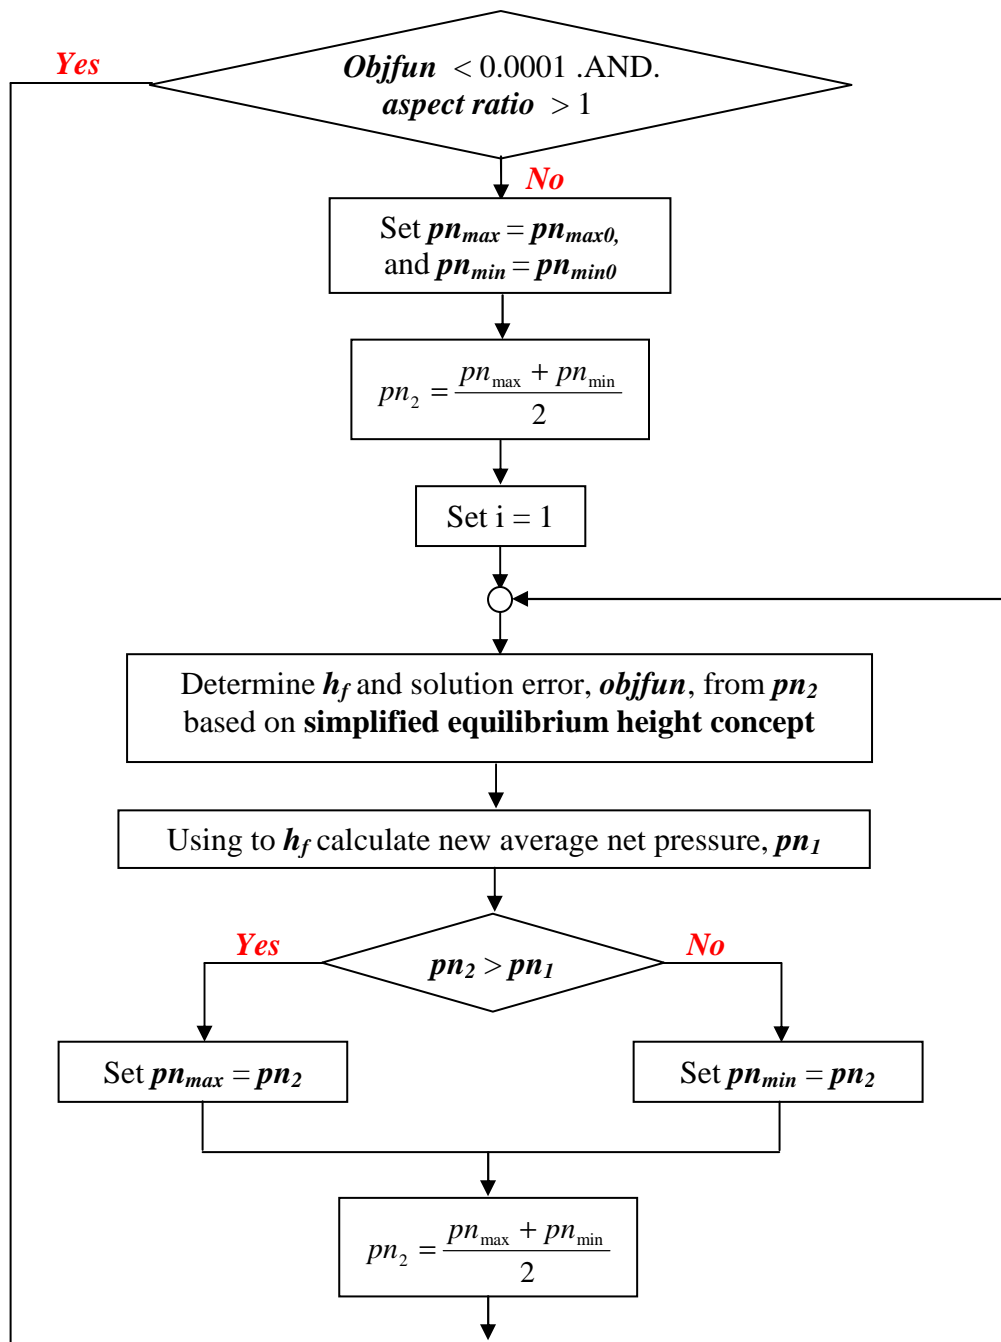 Yes
Objfun < 0.0001 .AND.
aspect ratio > 1
No
Set pnmax = pnmax0,
and pnmin = pnmin0
pn2 = (pnmax + pnmin) / 2
Set i = 1
Determine hf and solution error, objfun, from pn2
based on simplified equilibrium height concept
Using to hf calculate new average net pressure, pn1
Yes
pn2 > pn1
No
Set pnmax = pn2
Set pnmin = pn2
pn2 = (pnmax + pnmin) / 2